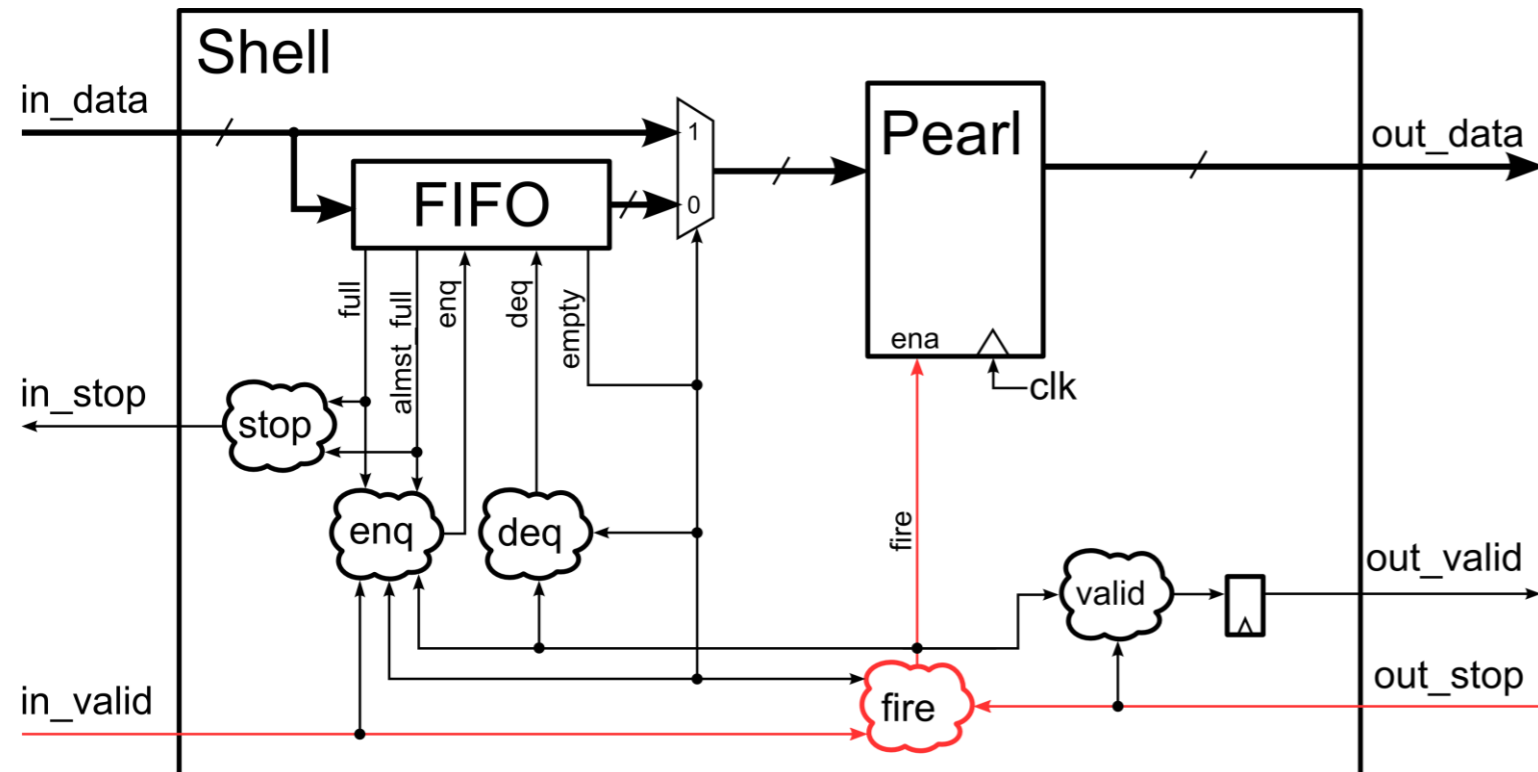 Shell
in_data
1
Pearl
out_data
FIFO
0
full
almst_full
enq
deq
empty
ena
clk
in_stop
stop
enq
deq
fire
valid
out_valid
in_valid
fire
out_stop